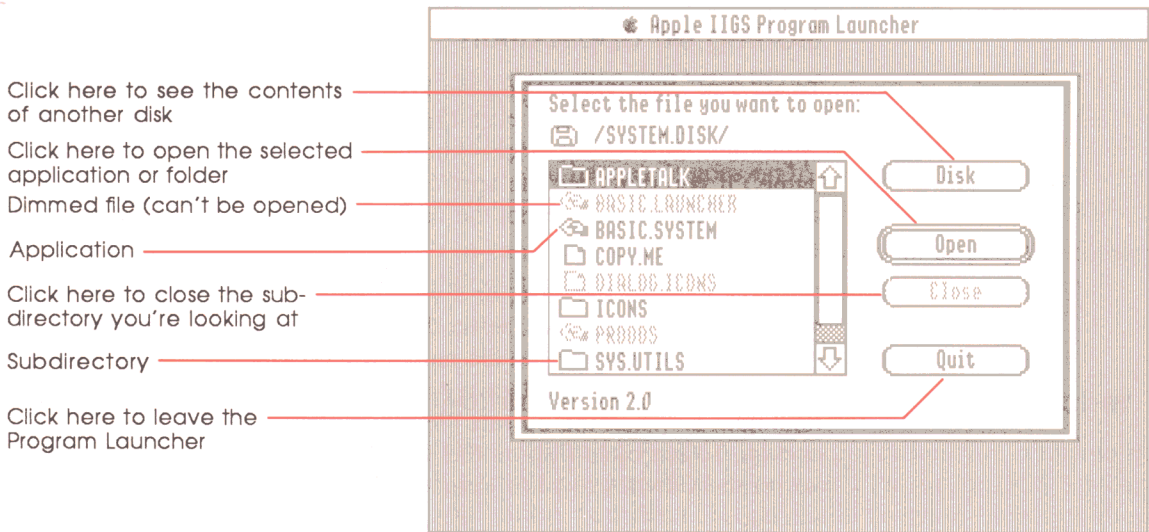 Apple IIGS Program Launcher
Click here to see the contents
of another disk
Click here to open the selected
application or folder
Dimmed file (can't be opened)
Application
Click here to close the sub-
directory you're looking at
Subdirectory
Click here to leave the
Program Launcher
Select the file you want to open:
/SYSTEM.DISK/
APPLETALK
BASIC.LAUNCHER
BASIC.SYSTEM
COPY.ME
DIALOG.ICONS
ICONS
PRODOS
SYS.UTILS
Version 2.0
Disk
Open
Close
Quit